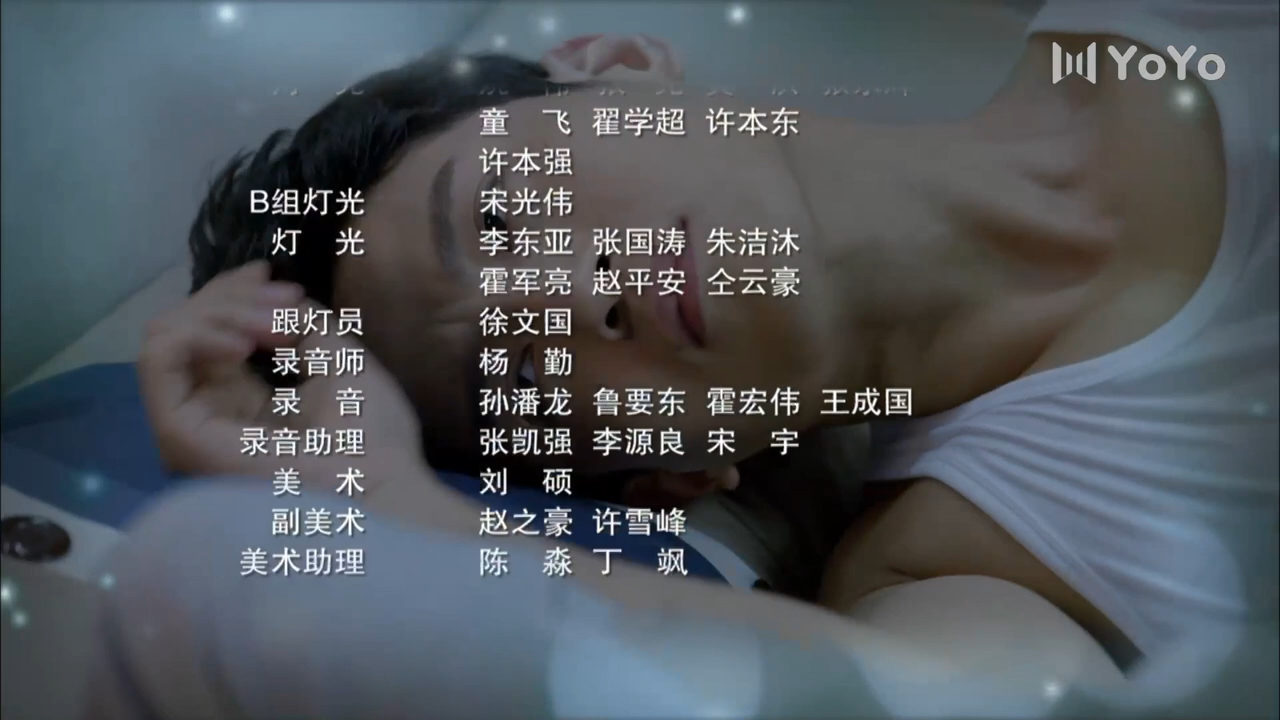 YoYo
童 飞 翟学超 许本东
许本强
B组灯光 宋光伟
灯 光 李东亚 张国涛 朱洁沐
霍军亮 赵平安 仝云豪
跟灯员 徐文国
录音师 杨 勤
录 音 孙潘龙 鲁要东 霍宏伟 王成国
录音助理 张凯强 李源良 宋 宇
美 术 刘 硕
副美术 赵之豪 许雪峰
美术助理 陈 淼 丁 飒